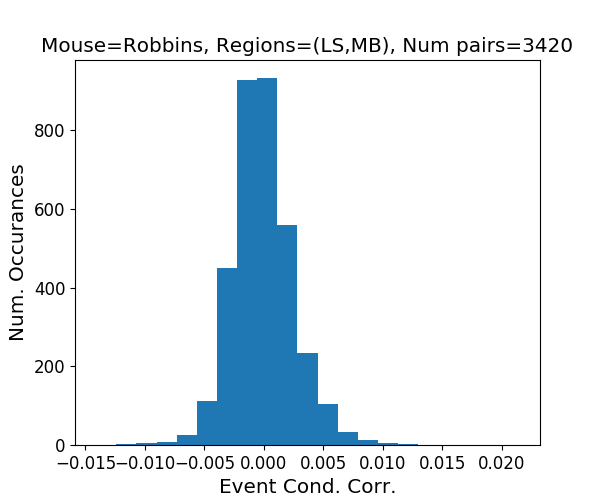 Mouse=Robbins, Regions=(LS,MB), Num pairs=3420
Num. Occurances
800
600
400
200
0
−0.015 −0.010 −0.005 0.000 0.005 0.010 0.015 0.020
Event Cond. Corr.